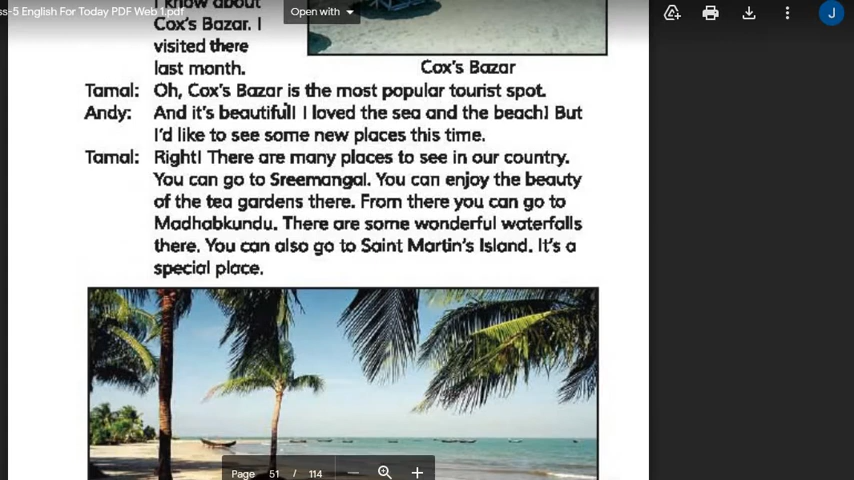 ss-5 English For Today PDF Web 1.pdf
Open with
J
I know about
Cox's Bazar. I
visited there
last month.
Cox's Bazar
Tamal: Oh, Cox's Bazar is the most popular tourist spot.
Andy: And it's beautiful! I loved the sea and the beach! But
I'd like to see some new places this time.
Tamal: Right! There are many places to see in our country.
You can go to Sreemangal. You can enjoy the beauty
of the tea gardens there. From there you can go to
Madhabkundu. There are some wonderful waterfalls
there. You can also go to Saint Martin's Island. It's a
special place.
Page 51 / 114